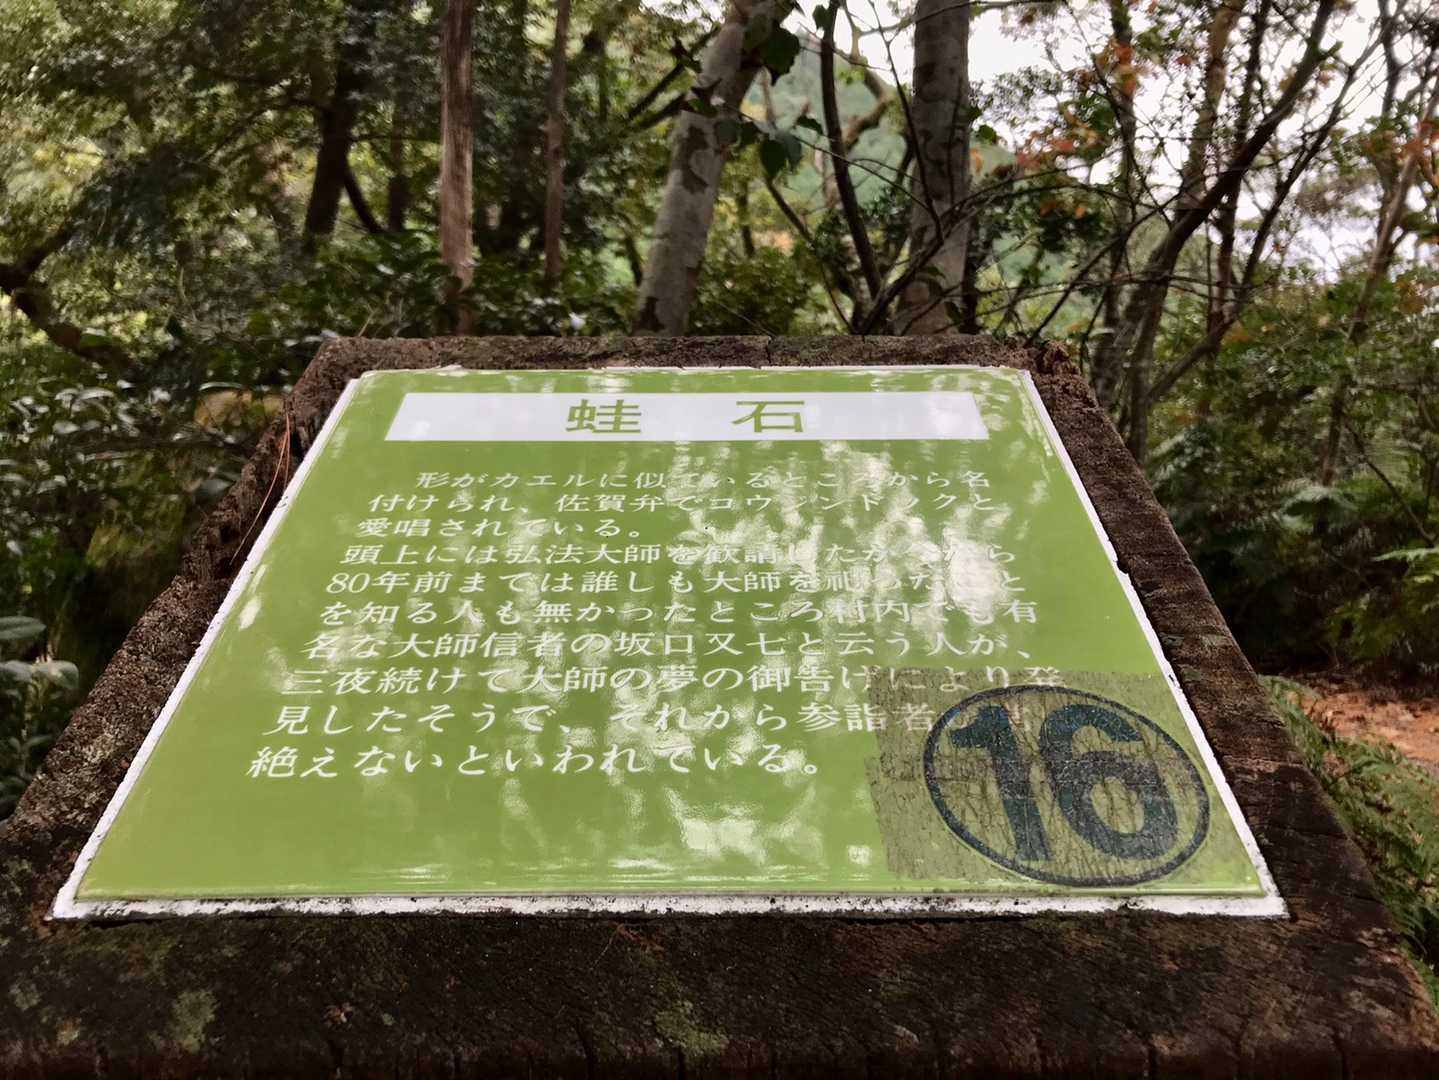 蛙石
形がカエルに似ているところから名
付けられ、佐賀弁でコウジンドックと
愛唱されている。
頭上には弘法大師を歓請したが
80年前までは誰しも大師を祀ったこと
を知る人も無かったところ村内でも有
名な大師信者の坂口又七と云う人が、
三夜続けて大師の夢の御告げにより発
見したそうで、それから参詣者
絶えないといわれている。
16